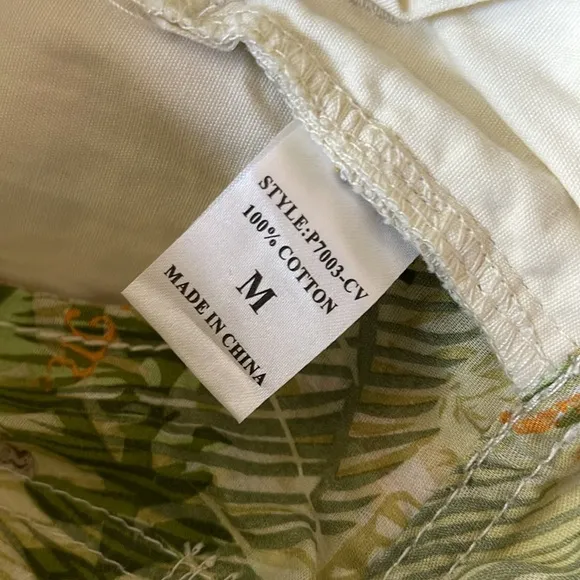 STYLE:P7003-CV
100% COTTON
M
MADE IN CHINA